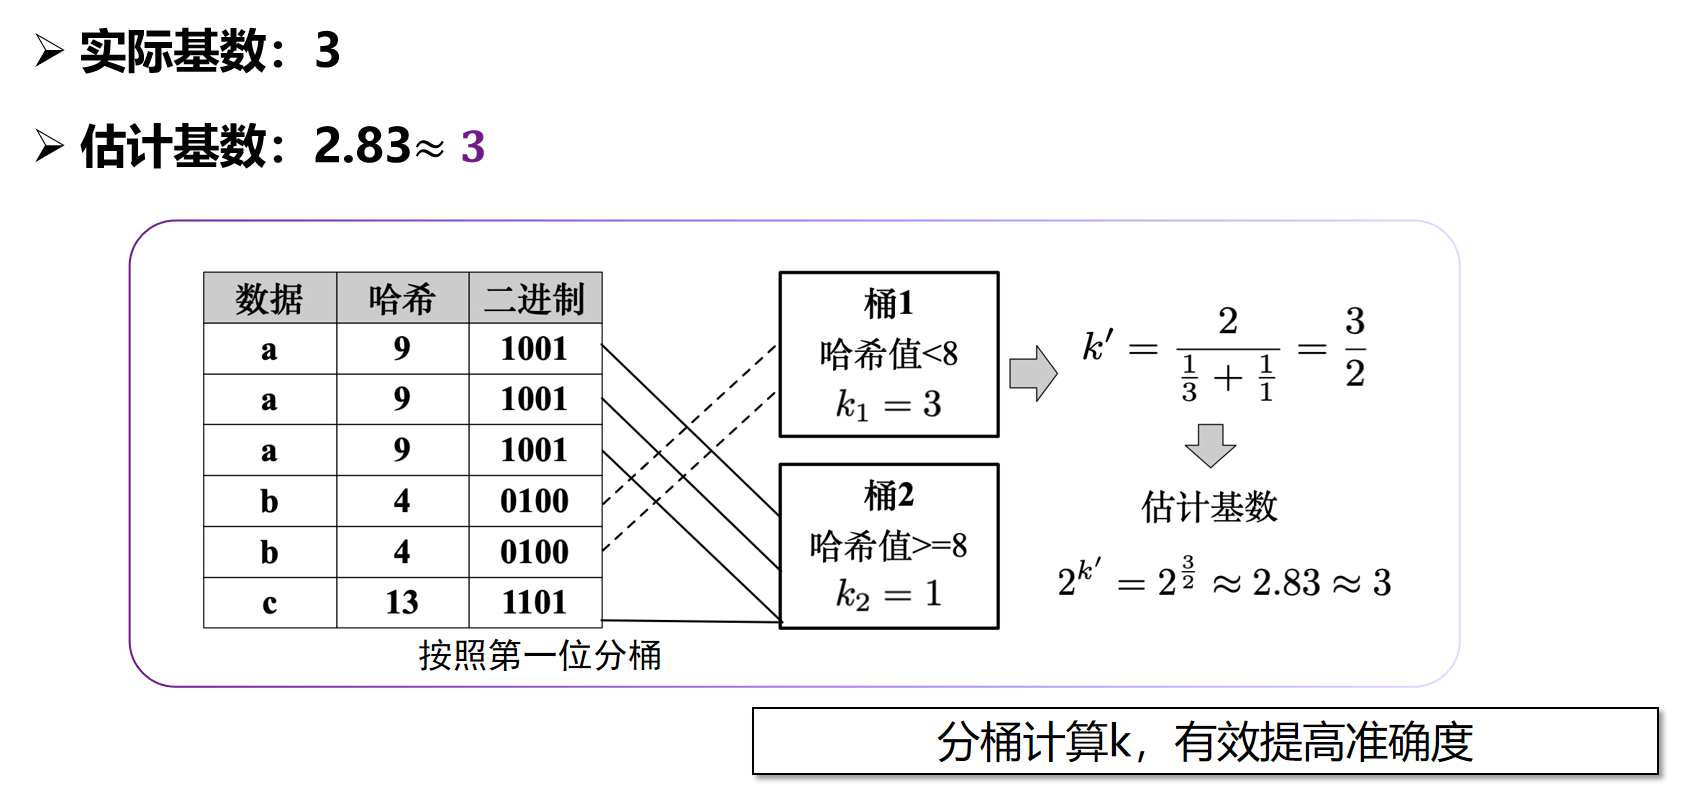 ➢ 实际基数：3
➢ 估计基数：2.83≈ 3
数据 哈希 二进制
a 9 1001
a 9 1001
a 9 1001
b 4 0100
b 4 0100
c 13 1101
按照第一位分桶
桶1
哈希值<8
k₁ = 3
桶2
哈希值>=8
k₂ = 1
k′ = 2/(1/3 + 1/1) = 3/2
估计基数
2^{k′} = 2^{3/2} ≈ 2.83 ≈ 3
分桶计算k，有效提高准确度